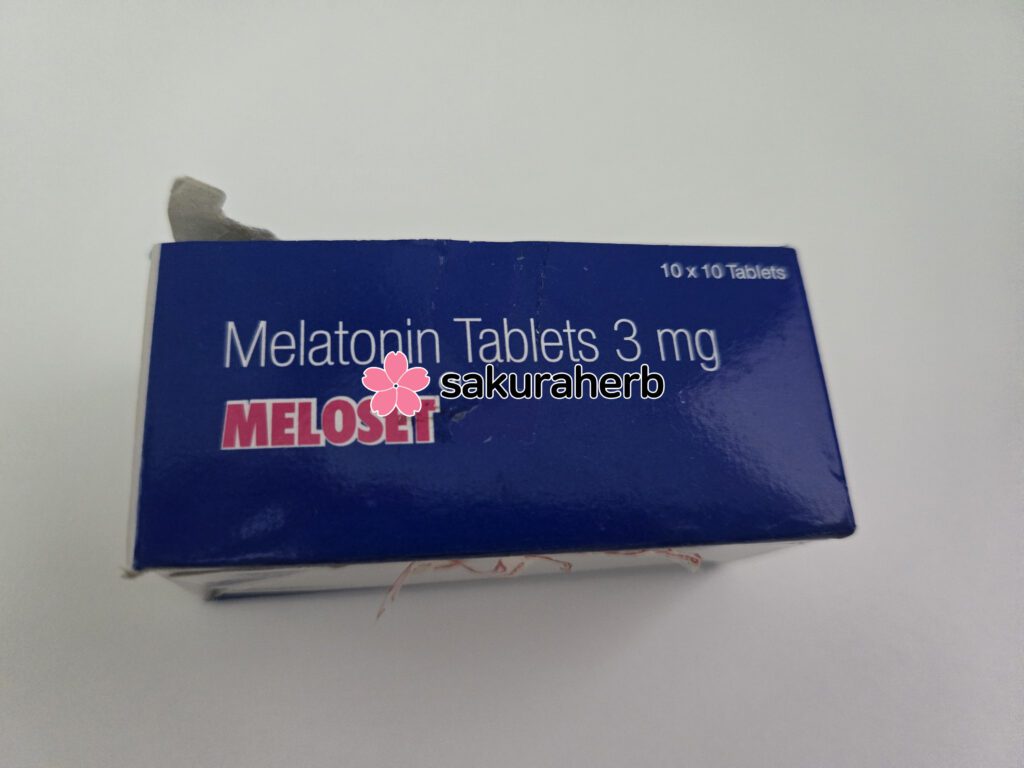 10 x 10 Tablets
Melatonin Tablets 3 mg
sakuraherb
MELOSET